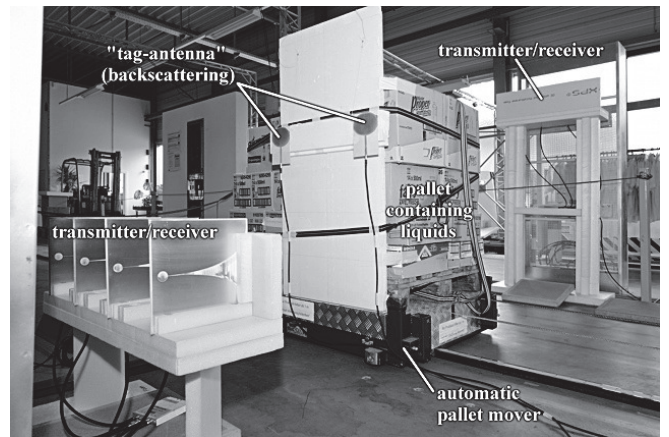 "tag-antenna"
(backscattering)
transmitter/receiver
pallet
containing
liquids
transmitter/receiver
automatic
pallet mover